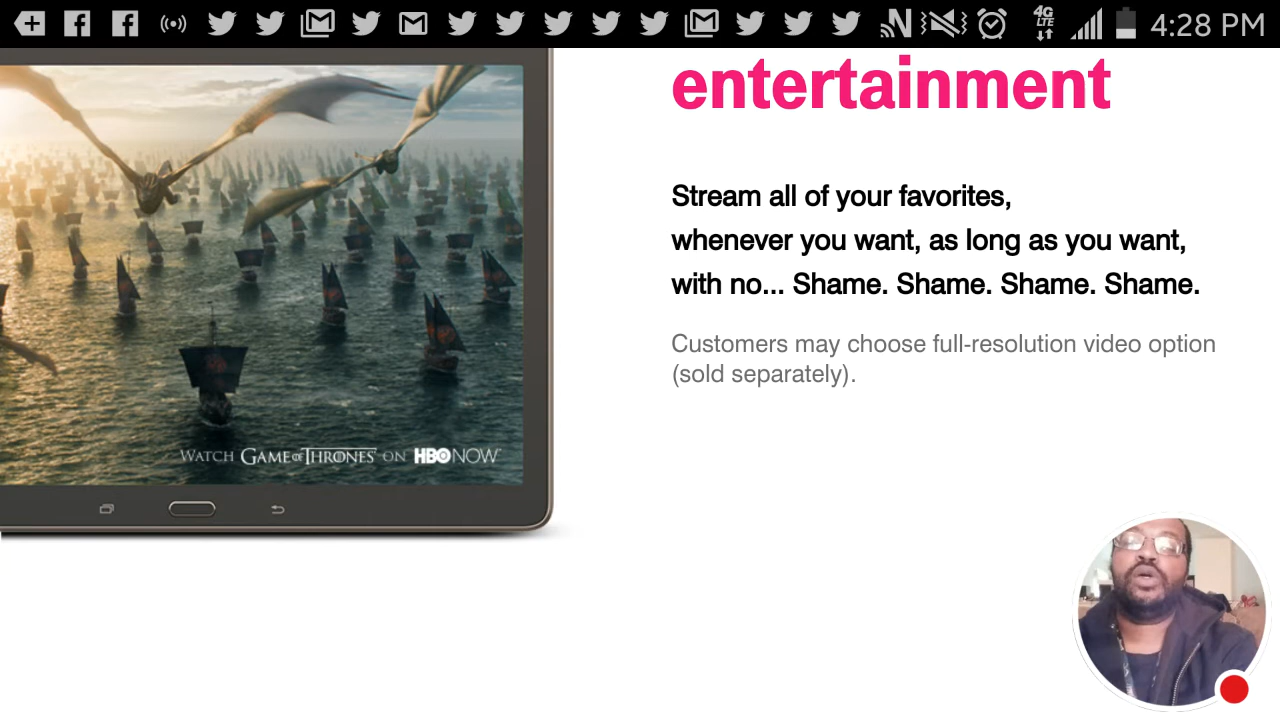 4G
LTE
4:28 PM
entertainment
Stream all of your favorites,
whenever you want, as long as you want,
with no... Shame. Shame. Shame. Shame.
Customers may choose full-resolution video option
(sold separately).
WATCH GAME OF THRONES ON HBO NOW